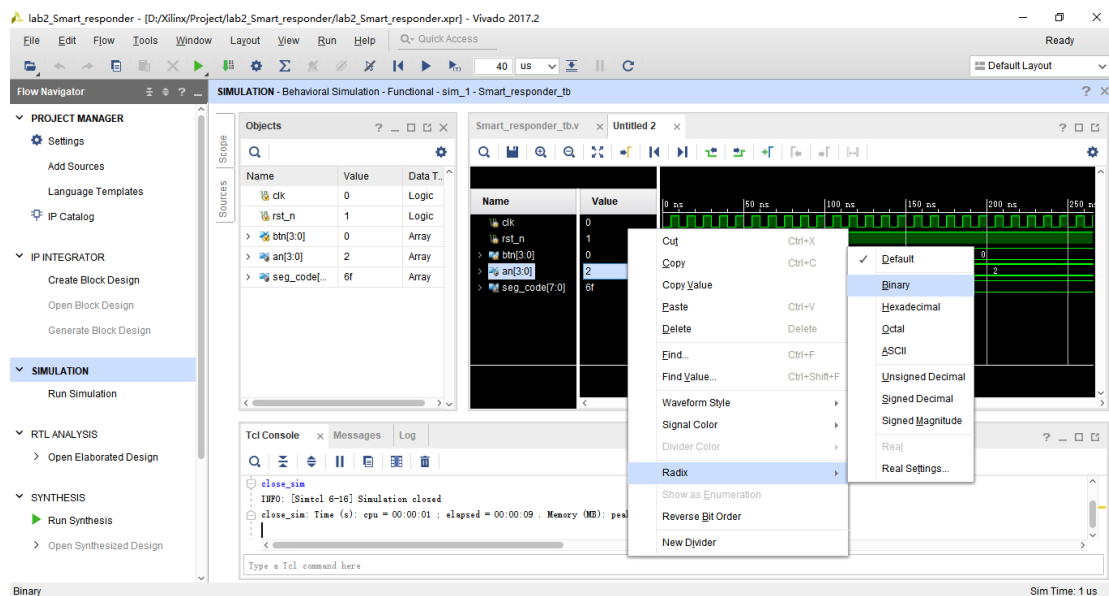 lab2_Smart_responder - [D:/Xilinx/Project/lab2_Smart_responder/lab2_Smart_responder.xpr] - Vivado 2017.2
File Edit Flow Tools Window Layout View Run Help Quick Access Ready
40 us Default Layout
Flow Navigator
SIMULATION - Behavioral Simulation - Functional - sim_1 - Smart_responder_tb
PROJECT MANAGER
Settings
Add Sources
Language Templates
IP Catalog
IP INTEGRATOR
Create Block Design
Open Block Design
Generate Block Design
SIMULATION
Run Simulation
RTL ANALYSIS
Open Elaborated Design
SYNTHESIS
Run Synthesis
Open Synthesized Design
Scope
Sources
Objects
Name Value Data T...
clk 0 Logic
rst_n 1 Logic
btn[3:0] 0 Array
an[3:0] 2 Array
seg_code[... 6f Array
Smart_responder_tb.v Untitled 2
Name Value
0 ns 50 ns 100 ns 150 ns 200 ns 250 ns
clk 0
rst_n 1
btn[3:0] 0 0
an[3:0] 2 2
seg_code[7:0] 6f
Cut Ctrl+X
Copy Ctrl+C
Copy Value
Paste Ctrl+V
Delete Delete
Find... Ctrl+F
Find Value... Ctrl+Shift+F
Waveform Style
Signal Color
Divider Color
Radix
Show as Enumeration
Reverse Bit Order
New Divider
Default
Binary
Hexadecimal
Octal
ASCII
Unsigned Decimal
Signed Decimal
Signed Magnitude
Real
Real Settings...
Tcl Console Messages Log
close_sim
INFO: [Simtcl 6-16] Simulation closed
close_sim: Time (s): cpu = 00:00:01 ; elapsed = 00:00:09 . Memory (MB): peal
Type a Tcl command here
Binary Sim Time: 1 us